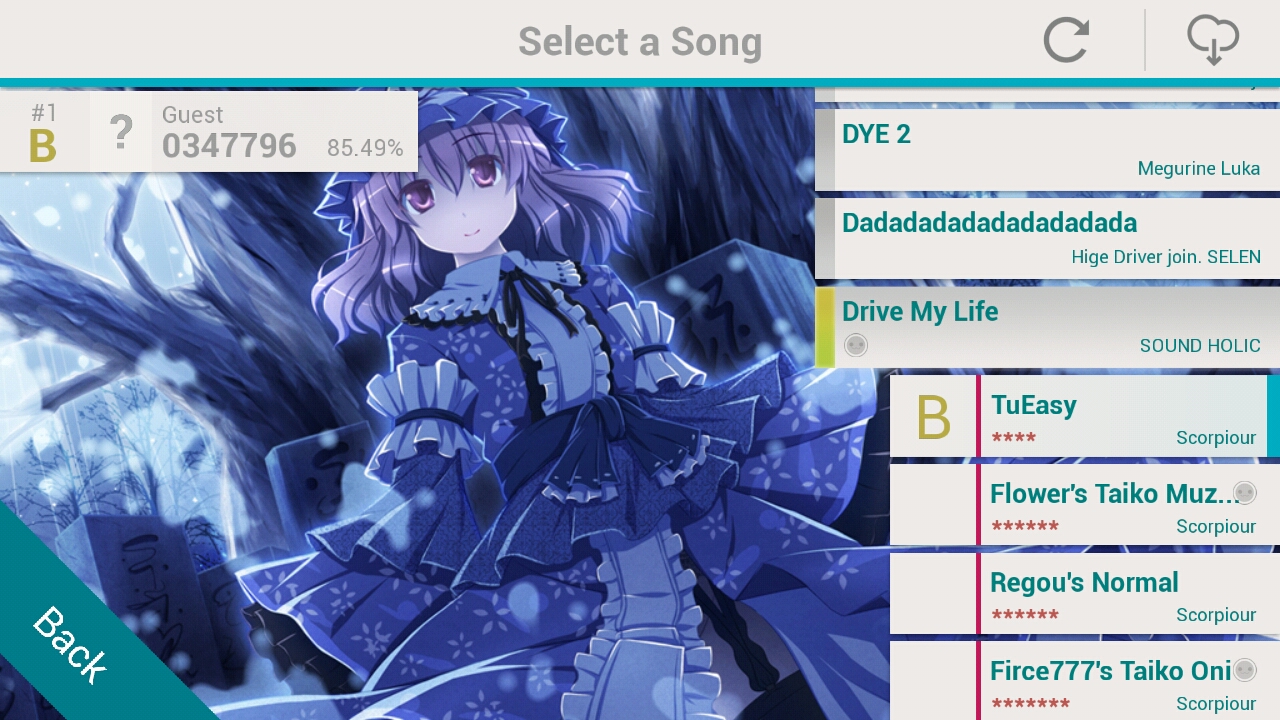 Select a Song
#1
B
?
Guest
0347796
85.49%
DYE 2
Megurine Luka
Dadadadadadadadadada
Hige Driver join. SELEN
Drive My Life
SOUND HOLIC
B
TuEasy
****
Scorpiour
Flower's Taiko Muz...
******
Scorpiour
Regou's Normal
******
Scorpiour
Firce777's Taiko Oni
*******
Scorpiour
Back